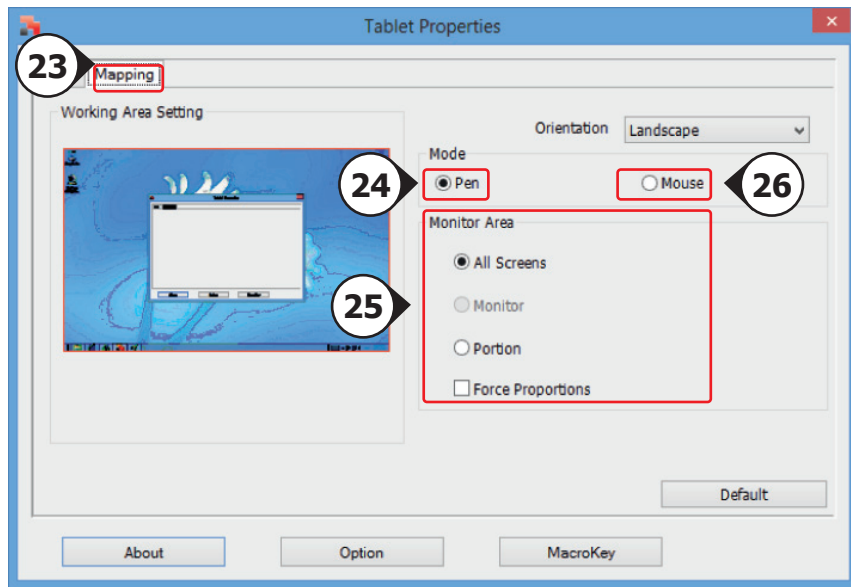 Tablet Properties
23
Mapping
Working Area Setting
Orientation Landscape
Mode
24
Pen
Mouse
26
Monitor Area
All Screens
25
Monitor
Portion
Force Proportions
Default
About Option MacroKey